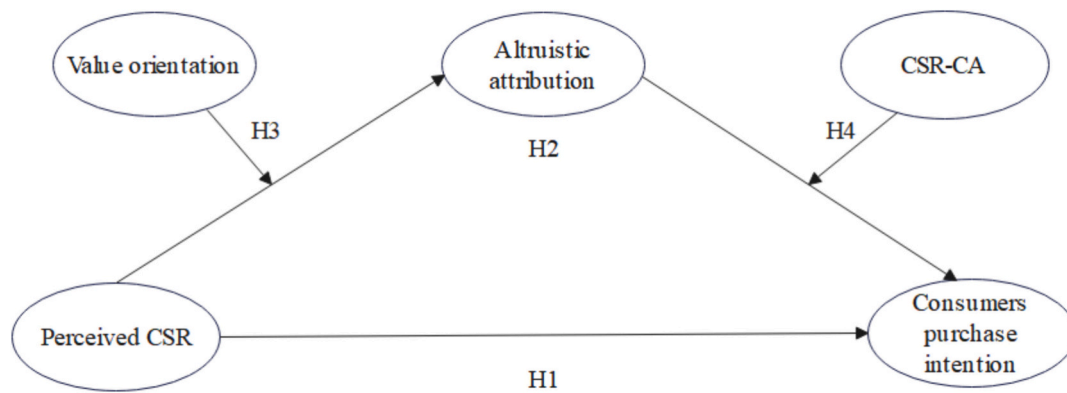 Value orientation
Altruistic
attribution
CSR-CA
H3
H2
H4
Perceived CSR
Consumers
purchase
intention
H1